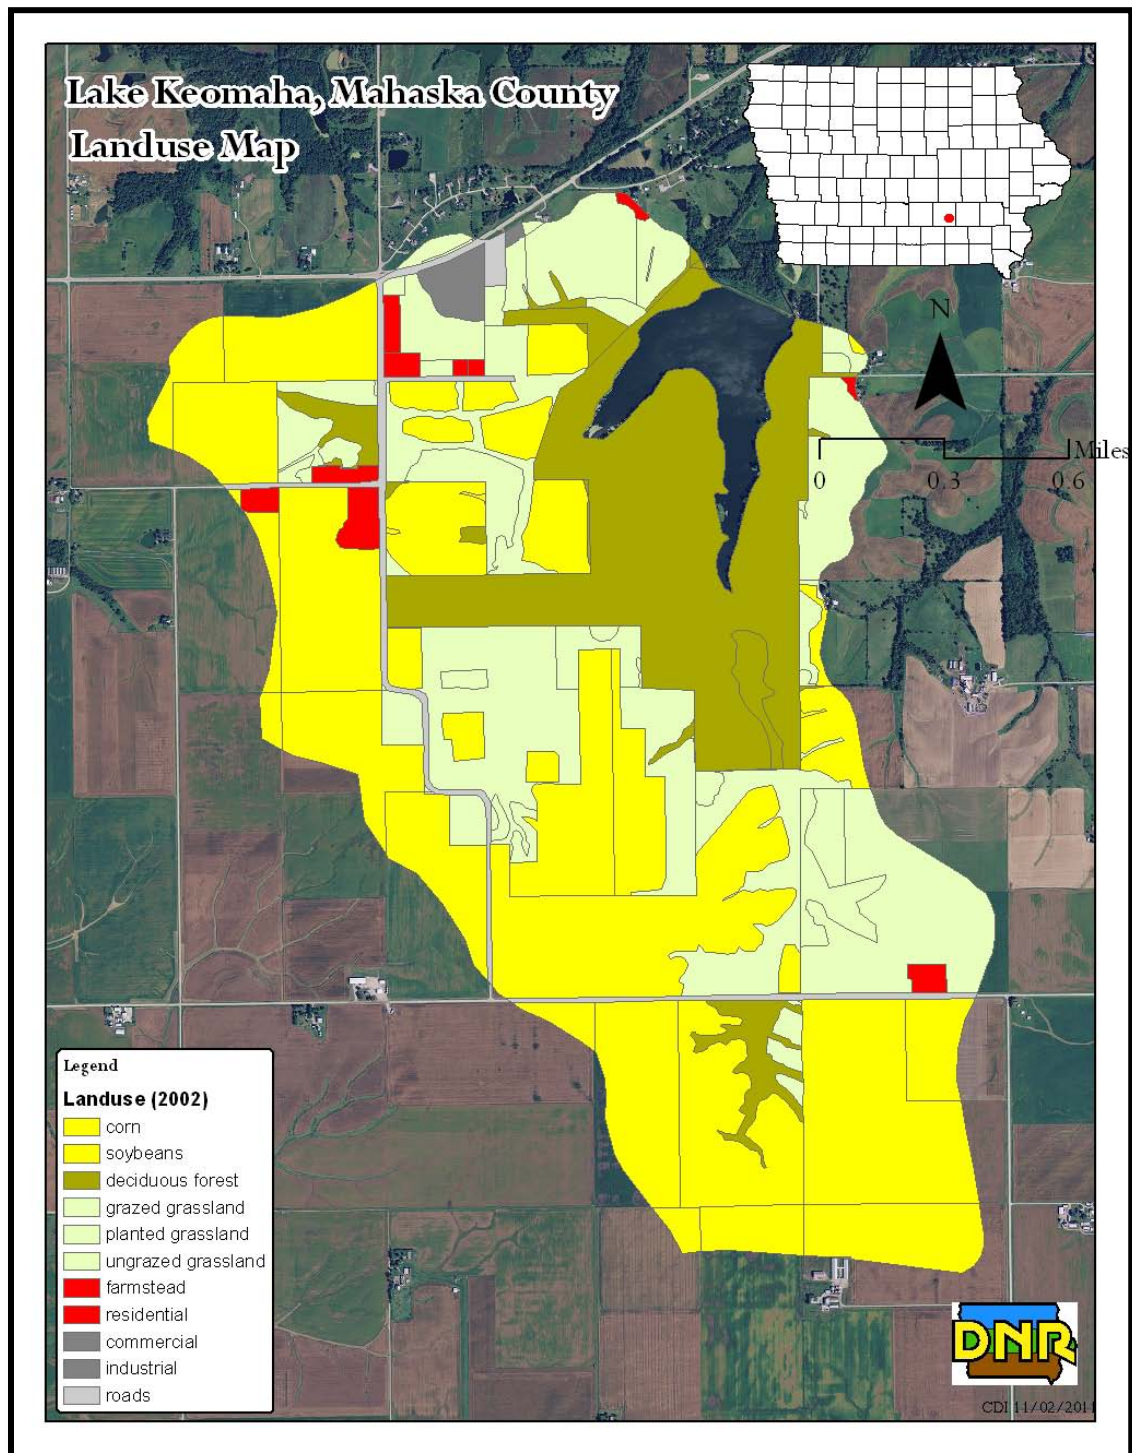 Lake Keomaha, Mahaska County
Landuse Map
N
Miles
0 0.3 0.6
Legend
Landuse (2002)
corn
soybeans
deciduous forest
grazed grassland
planted grassland
ungrazed grassland
farmstead
residential
commercial
industrial
roads
DNR
CDI 11/02/2011